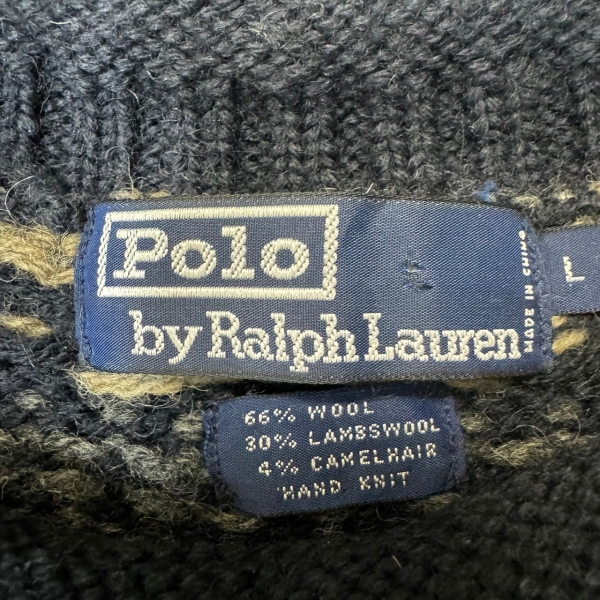 Polo
by Ralph Lauren
MADE IN CHINA
L
66% WOOL
30% LAMBSWOOL
4% CAMELHAIR
HAND KNIT